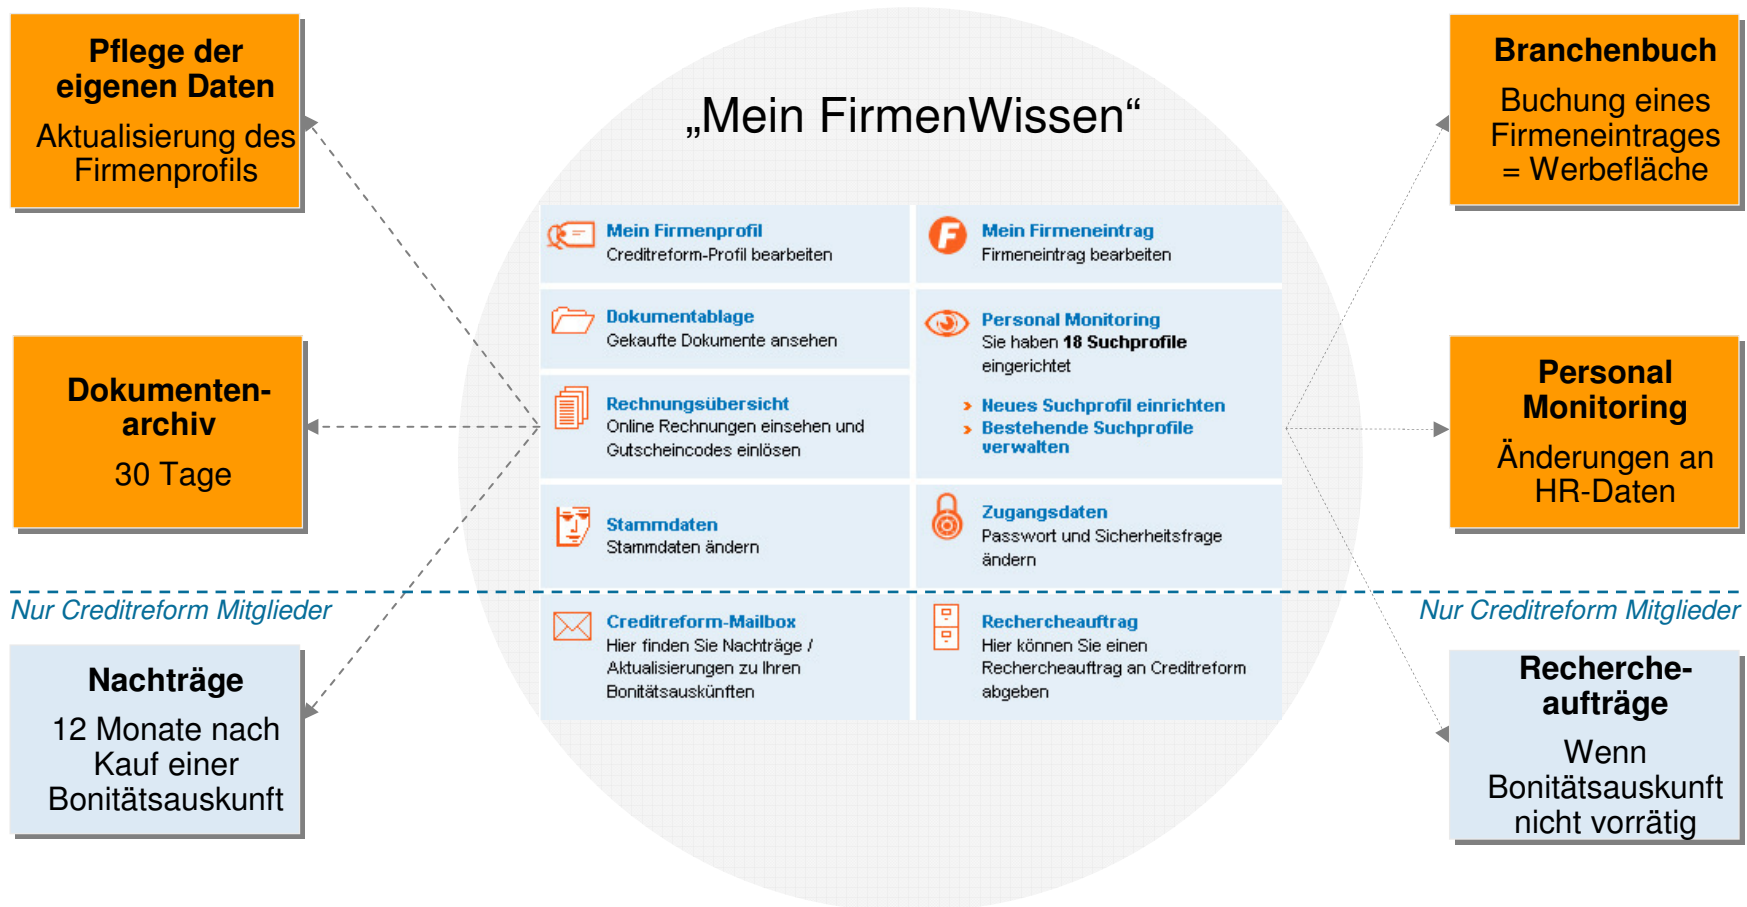 Pflege der
eigenen Daten
Aktualisierung des
Firmenprofils
Dokumenten-
archiv
30 Tage
Nur Creditreform Mitglieder
Nachträge
12 Monate nach
Kauf einer
Bonitätsauskunft
„Mein FirmenWissen“
Mein Firmenprofil
Creditreform-Profil bearbeiten
Dokumentablage
Gekaufte Dokumente ansehen
Rechnungsübersicht
Online Rechnungen einsehen und
Gutscheincodes einlösen
Stammdaten
Stammdaten ändern
Creditreform-Mailbox
Hier finden Sie Nachträge /
Aktualisierungen zu Ihren
Bonitätsauskünften
Mein Firmeneintrag
Firmeneintrag bearbeiten
Personal Monitoring
Sie haben 18 Suchprofile
eingerichtet
› Neues Suchprofil einrichten
› Bestehende Suchprofile
verwalten
Zugangsdaten
Passwort und Sicherheitsfrage
ändern
Rechercheauftrag
Hier können Sie einen
Rechercheauftrag an Creditreform
abgeben
Branchenbuch
Buchung eines
Firmeneintrages
= Werbefläche
Personal
Monitoring
Änderungen an
HR-Daten
Nur Creditreform Mitglieder
Recherche-
aufträge
Wenn
Bonitätsauskunft
nicht vorrätig